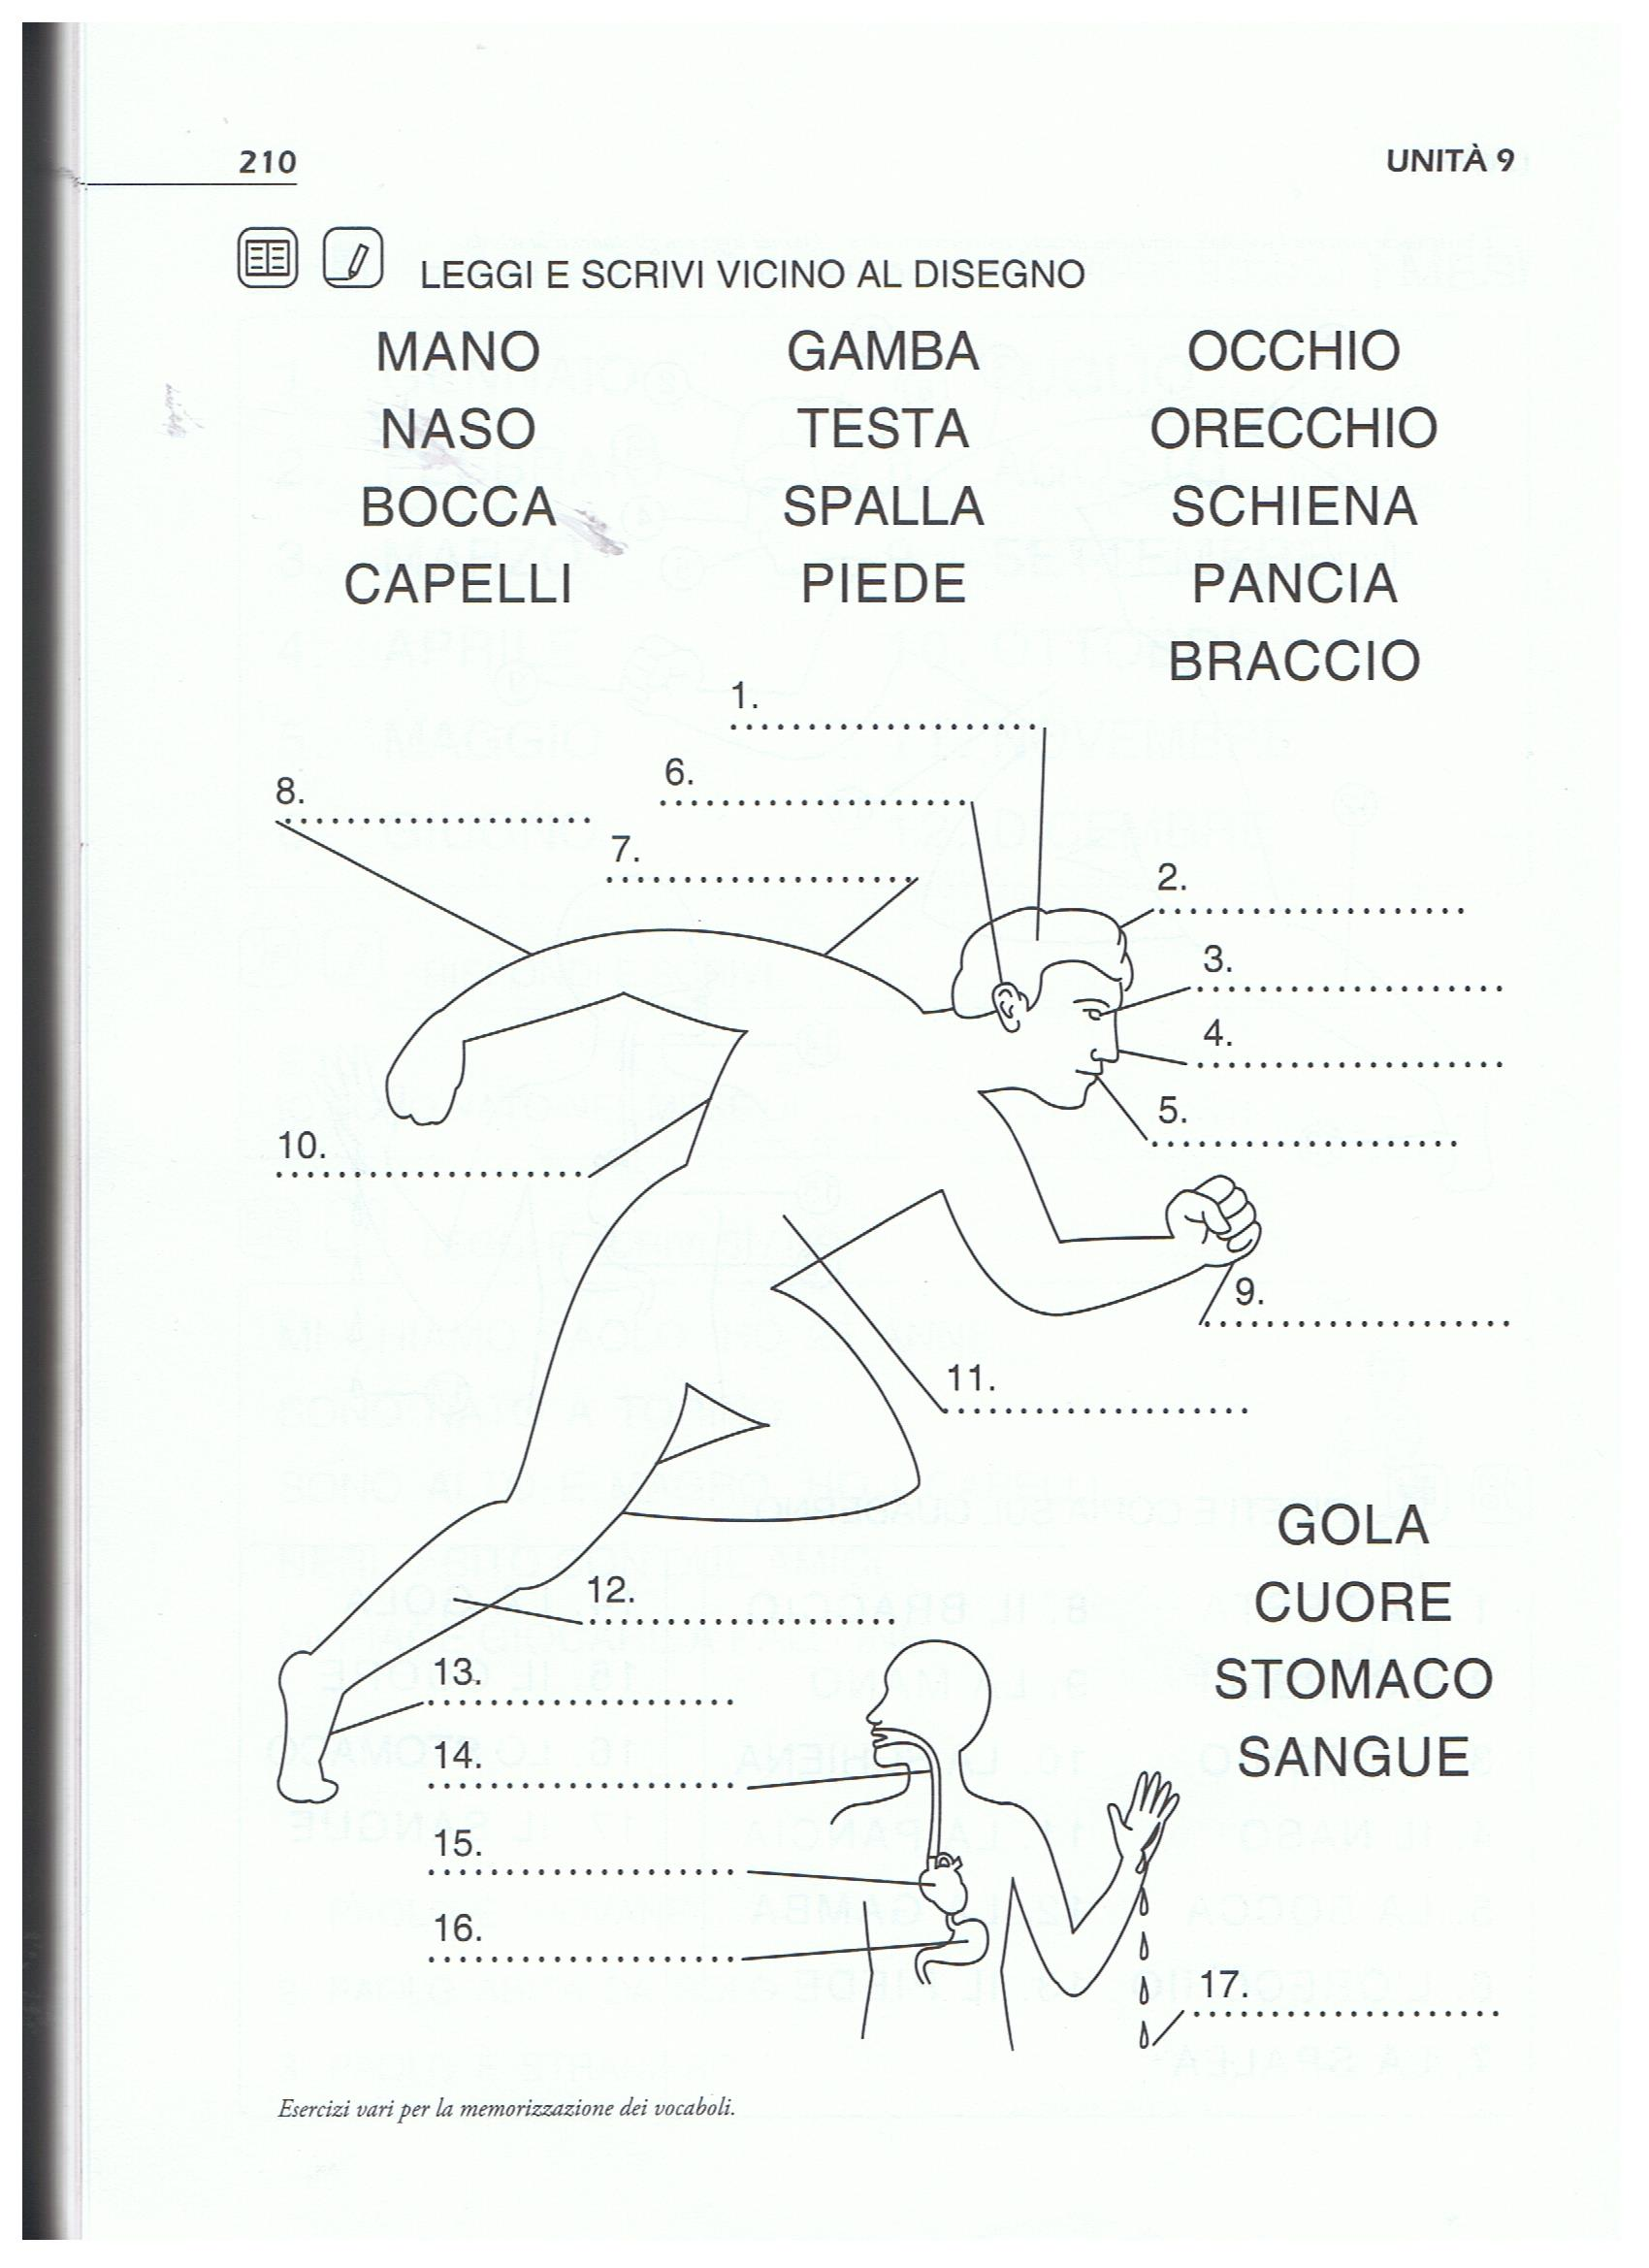 210
UNITÀ 9
LEGGI E SCRIVI VICINO AL DISEGNO
MANO GAMBA OCCHIO
NASO TESTA ORECCHIO
BOCCA SPALLA SCHIENA
CAPELLI PIEDE PANCIA
BRACCIO
1. ....................
6. ....................
8. ....................
7. ....................
2. ....................
3. ....................
4. ....................
5. ....................
10. ....................
9. ....................
11. ....................
GOLA
CUORE
STOMACO
SANGUE
12. ....................
13. ....................
14. ....................
15. ....................
16. ....................
17. ....................
Esercizi vari per la memorizzazione dei vocaboli.